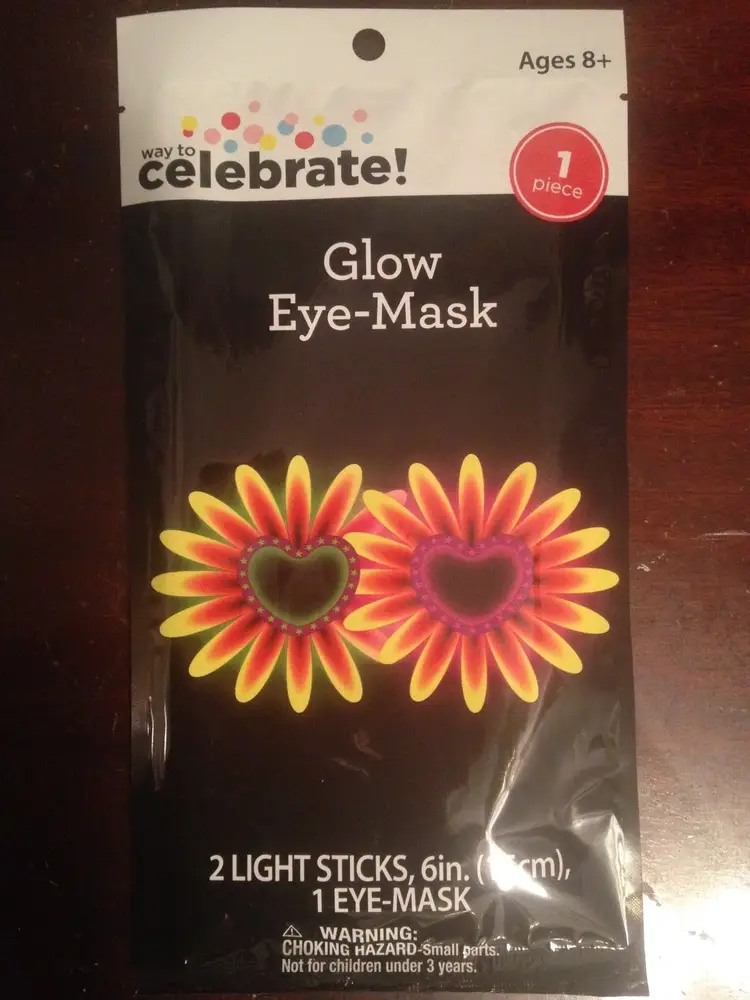 Ages 8+
way to
celebrate!
1
piece
Glow
Eye-Mask
2 LIGHT STICKS, 6in. ( cm),
1 EYE-MASK
WARNING:
CHOKING HAZARD-Small parts.
Not for children under 3 years.